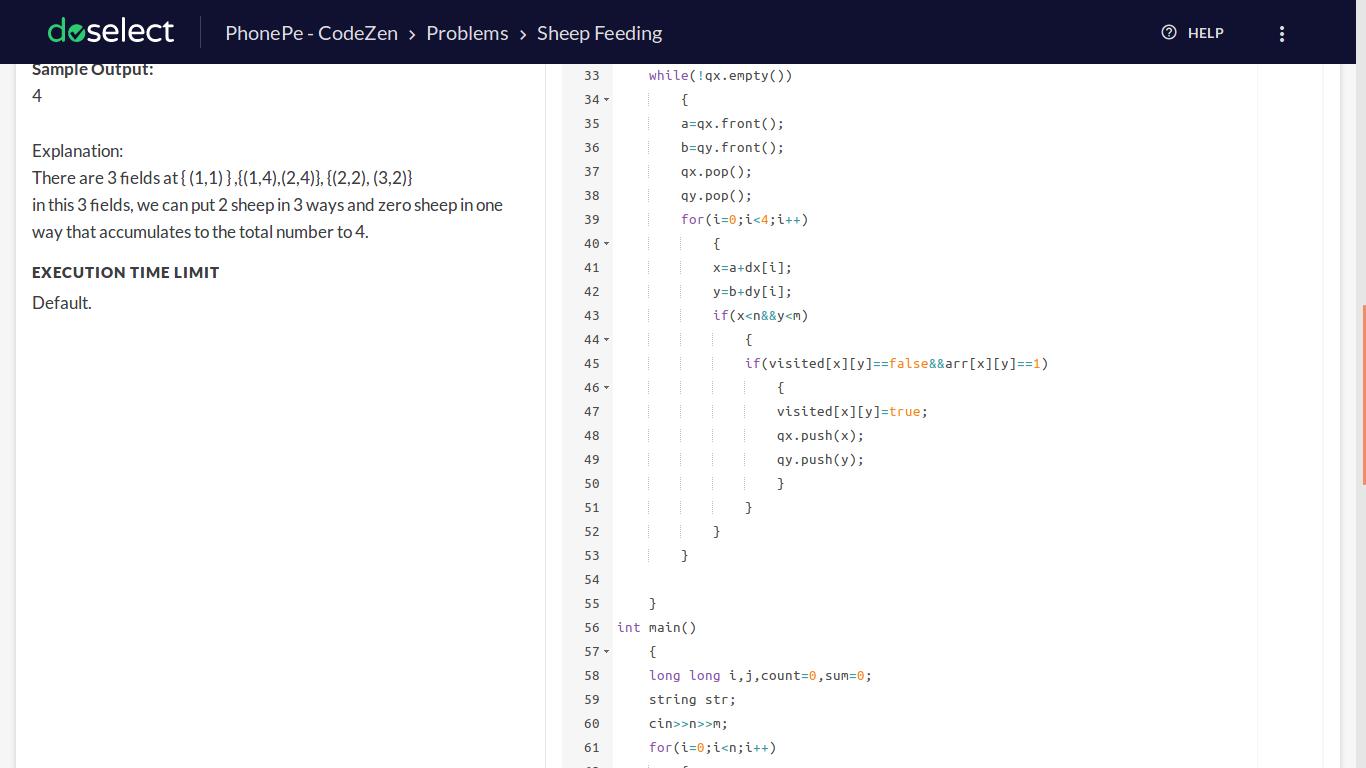 doselect PhonePe - CodeZen › Problems › Sheep Feeding HELP
Sample Output:
4
Explanation:
There are 3 fields at { (1,1) } ,{(1,4),(2,4)}, {(2,2), (3,2)}
in this 3 fields, we can put 2 sheep in 3 ways and zero sheep in one
way that accumulates to the total number to 4.
EXECUTION TIME LIMIT
Default.
33 while(!qx.empty())
34 {
35 a=qx.front();
36 b=qy.front();
37 qx.pop();
38 qy.pop();
39 for(i=0;i<4;i++)
40 {
41 x=a+dx[i];
42 y=b+dy[i];
43 if(x<n&&y<m)
44 {
45 if(visited[x][y]==false&&arr[x][y]==1)
46 {
47 visited[x][y]=true;
48 qx.push(x);
49 qy.push(y);
50 }
51 }
52 }
53 }
54
55 }
56 int main()
57 {
58 long long i,j,count=0,sum=0;
59 string str;
60 cin>>n>>m;
61 for(i=0;i<n;i++)